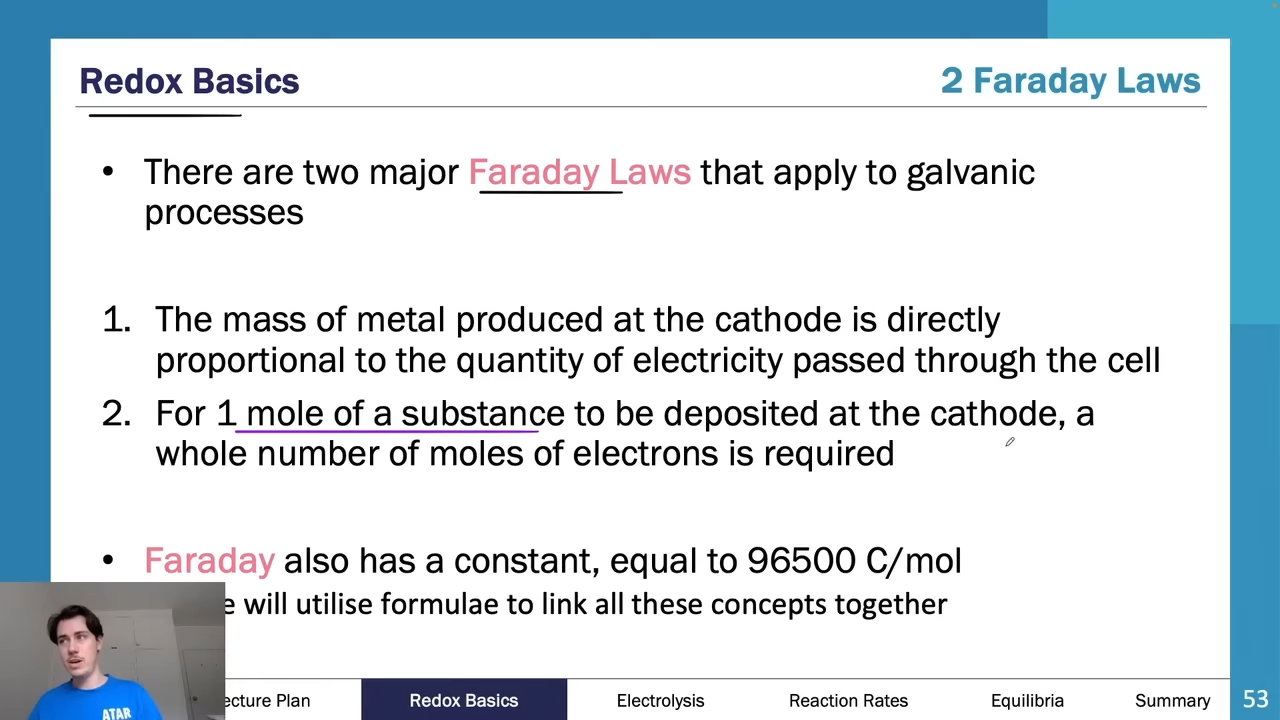 Redox Basics
2 Faraday Laws
• There are two major Faraday Laws that apply to galvanic
processes
1. The mass of metal produced at the cathode is directly
proportional to the quantity of electricity passed through the cell
2. For 1 mole of a substance to be deposited at the cathode, a
whole number of moles of electrons is required
• Faraday also has a constant, equal to 96500 C/mol
will utilise formulae to link all these concepts together
ATAR
Plan Redox Basics Electrolysis Reaction Rates Equilibria Summary 53